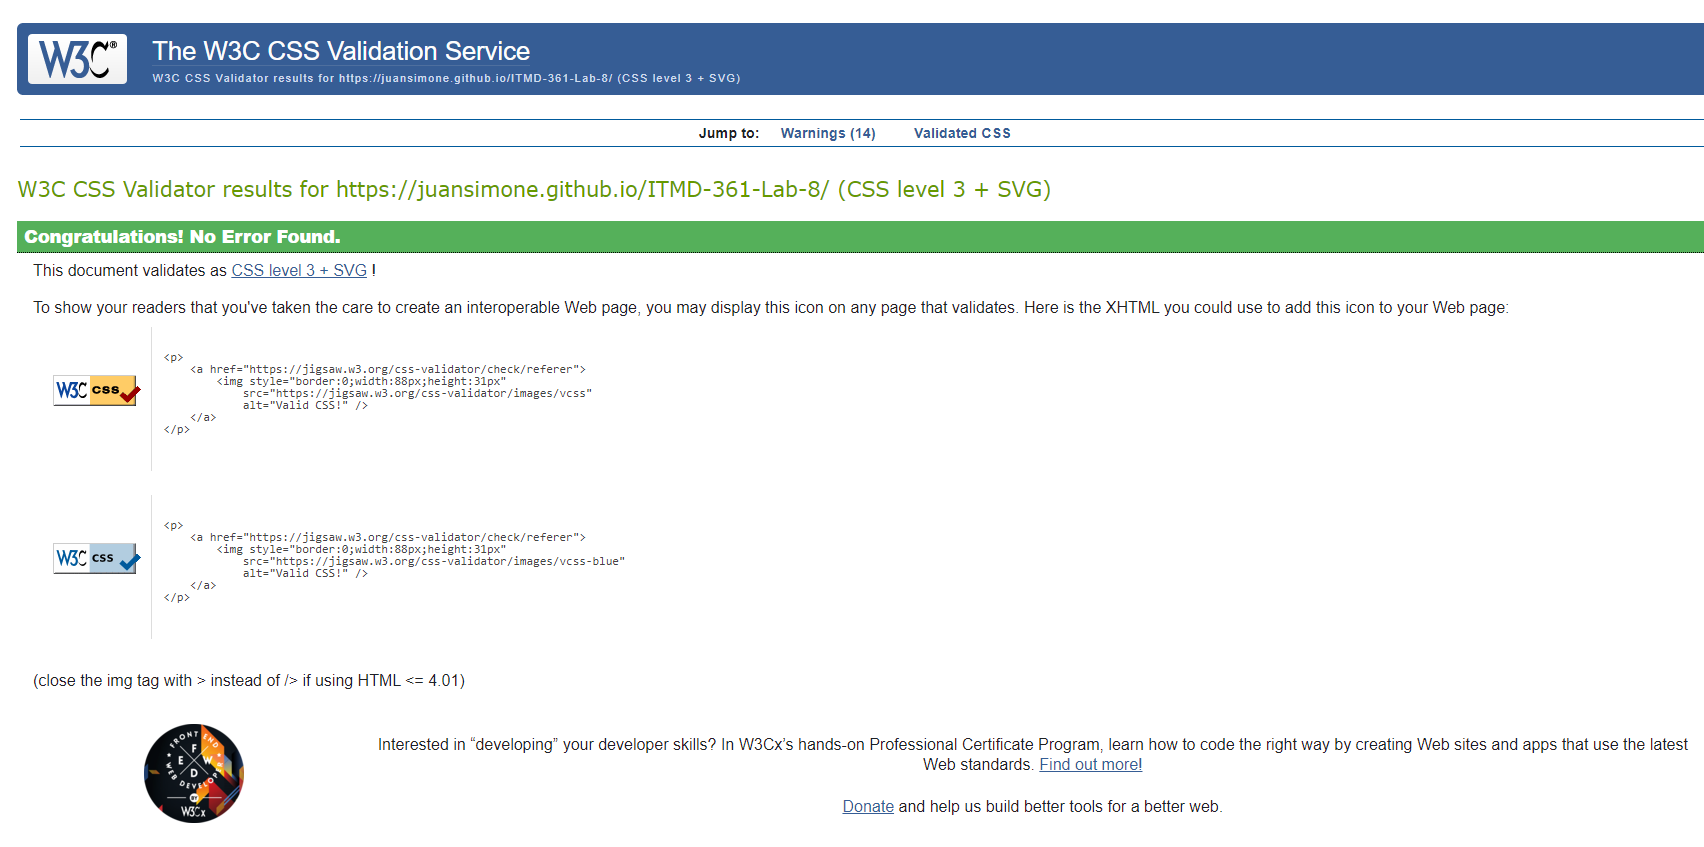 W3C®
The W3C CSS Validation Service
W3C CSS Validator results for https://juansimone.github.io/ITMD-361-Lab-8/ (CSS level 3 + SVG)
Jump to: Warnings (14) Validated CSS
W3C CSS Validator results for https://juansimone.github.io/ITMD-361-Lab-8/ (CSS level 3 + SVG)
Congratulations! No Error Found.
This document validates as CSS level 3 + SVG !
To show your readers that you've taken the care to create an interoperable Web page, you may display this icon on any page that validates. Here is the XHTML you could use to add this icon to your Web page:
W3C css
<p>
<a href="https://jigsaw.w3.org/css-validator/check/referer">
<img style="border:0;width:88px;height:31px"
src="https://jigsaw.w3.org/css-validator/images/vcss"
alt="Valid CSS!" />
</a>
</p>
W3C css
<p>
<a href="https://jigsaw.w3.org/css-validator/check/referer">
<img style="border:0;width:88px;height:31px"
src="https://jigsaw.w3.org/css-validator/images/vcss-blue"
alt="Valid CSS!" />
</a>
</p>
(close the img tag with > instead of /> if using HTML <= 4.01)
FRONT END
F
E W
D
WEB DEVELOPER
BY
W3Cx
Interested in “developing” your developer skills? In W3Cx’s hands-on Professional Certificate Program, learn how to code the right way by creating Web sites and apps that use the latest
Web standards. Find out more!
Donate and help us build better tools for a better web.